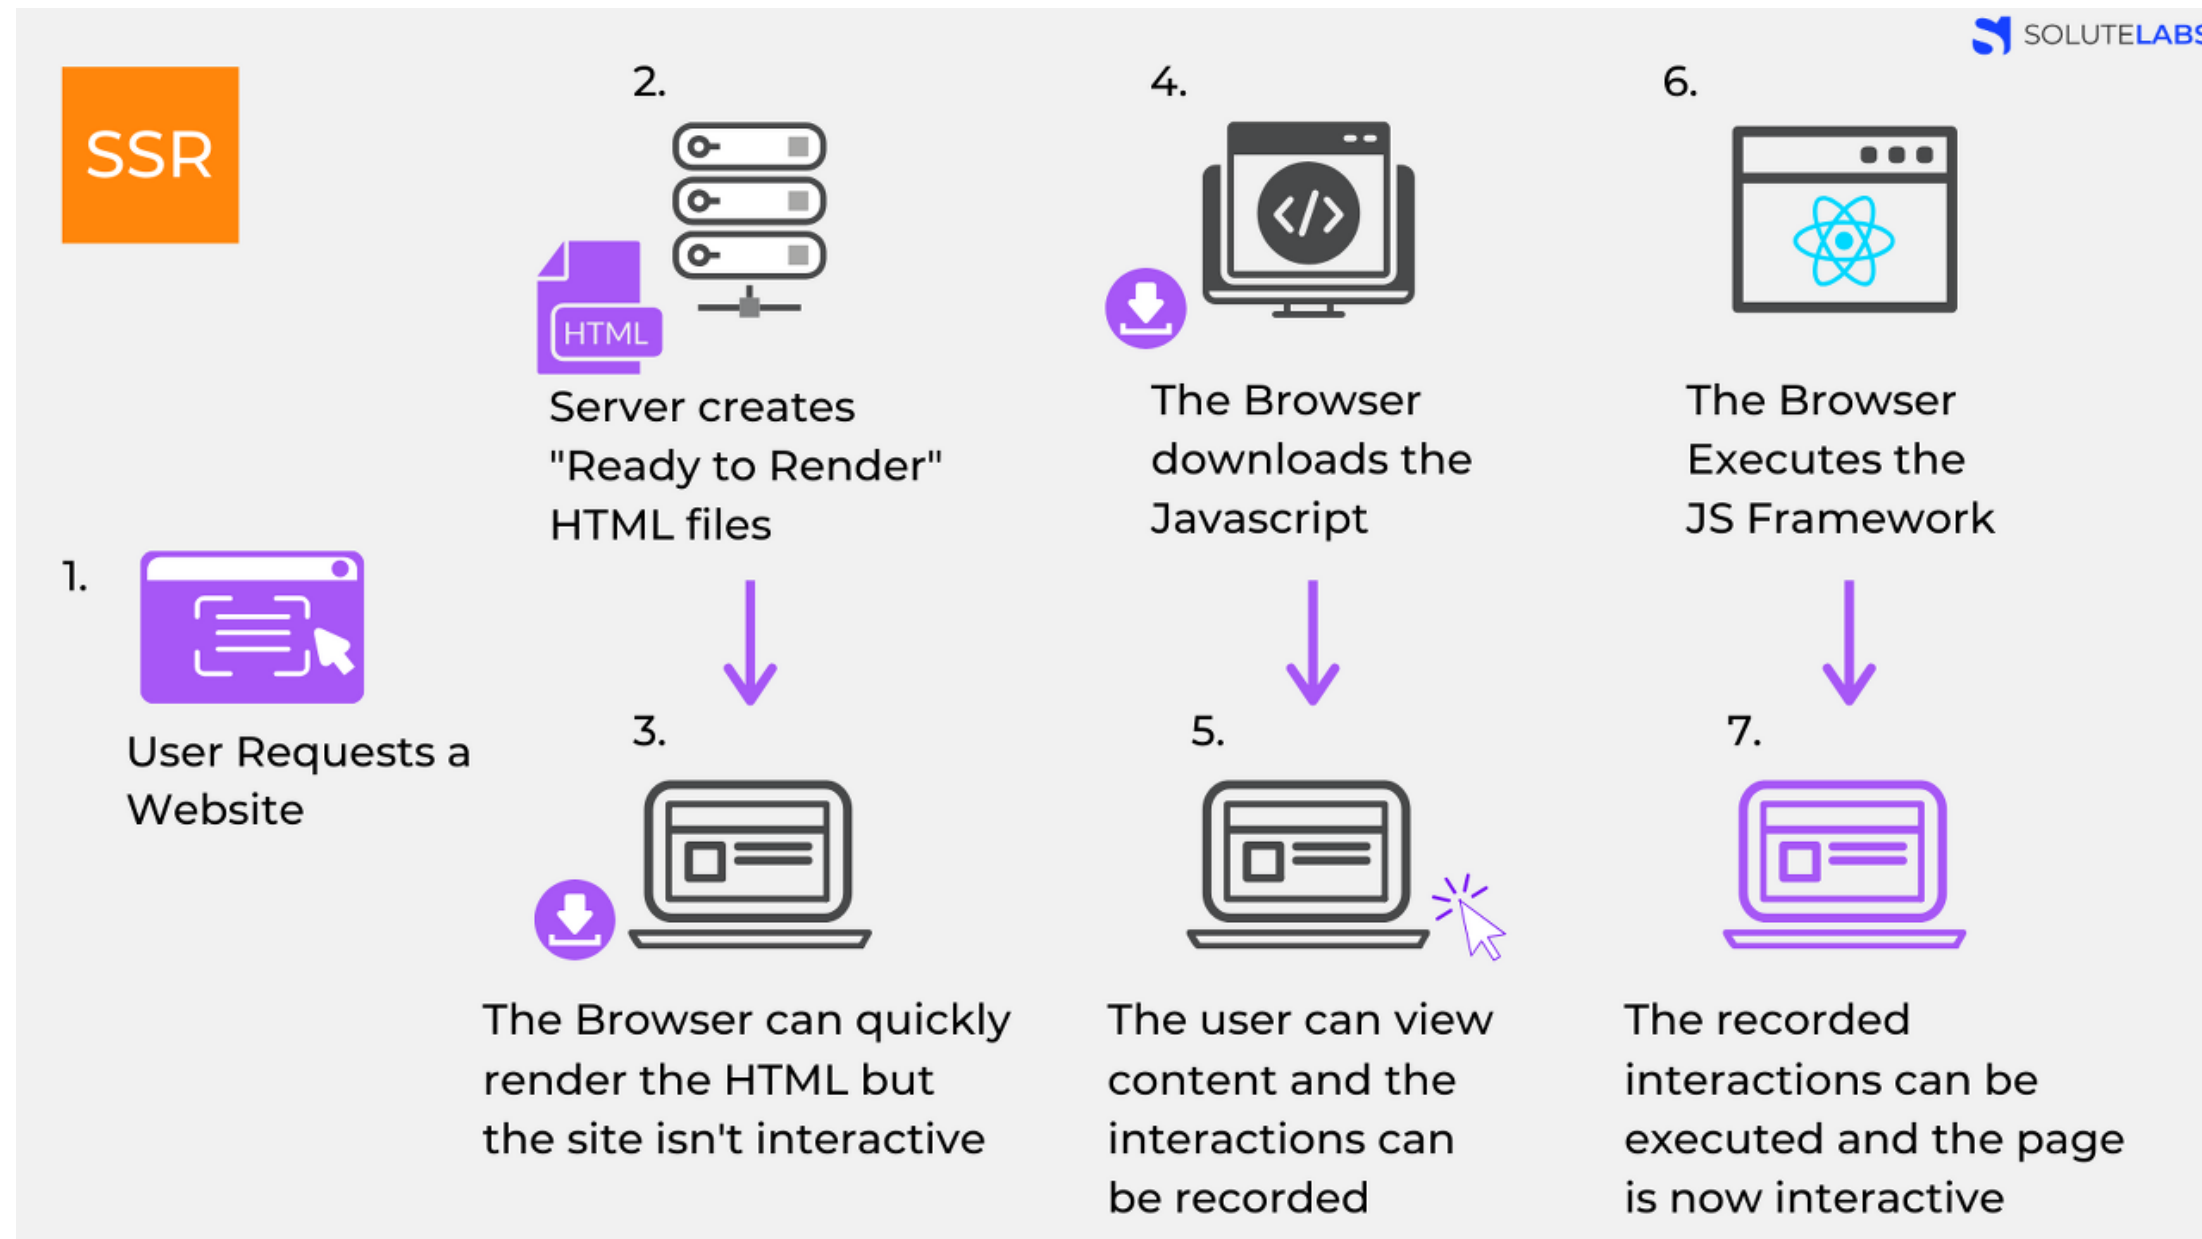 SOLUTELABS
SSR
1.
User Requests a
Website
2.
HTML
Server creates
"Ready to Render"
HTML files
3.
The Browser can quickly
render the HTML but
the site isn't interactive
4.
</>
The Browser
downloads the
Javascript
5.
The user can view
content and the
interactions can
be recorded
6.
The Browser
Executes the
JS Framework
7.
The recorded
interactions can be
executed and the page
is now interactive